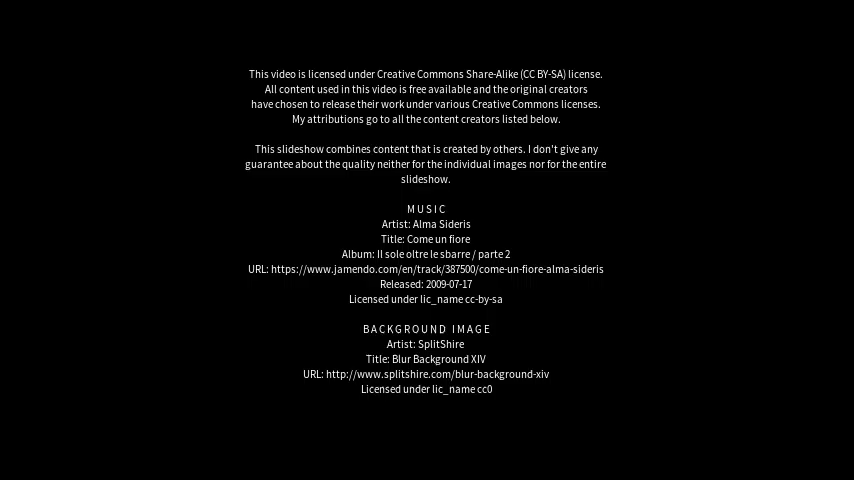 This video is licensed under Creative Commons Share-Alike (CC BY-SA) license.
All content used in this video is free available and the original creators
have chosen to release their work under various Creative Commons licenses.
My attributions go to all the content creators listed below.
This slideshow combines content that is created by others. I don't give any
guarantee about the quality neither for the individual images nor for the entire
slideshow.
MUSIC
Artist: Alma Sideris
Title: Come un fiore
Album: Il sole oltre le sbarre / parte 2
URL: https://www.jamendo.com/en/track/387500/come-un-fiore-alma-sideris
Released: 2009-07-17
Licensed under lic_name cc-by-sa
BACKGROUND IMAGE
Artist: SplitShire
Title: Blur Background XIV
URL: http://www.splitshire.com/blur-background-xiv
Licensed under lic_name cc0